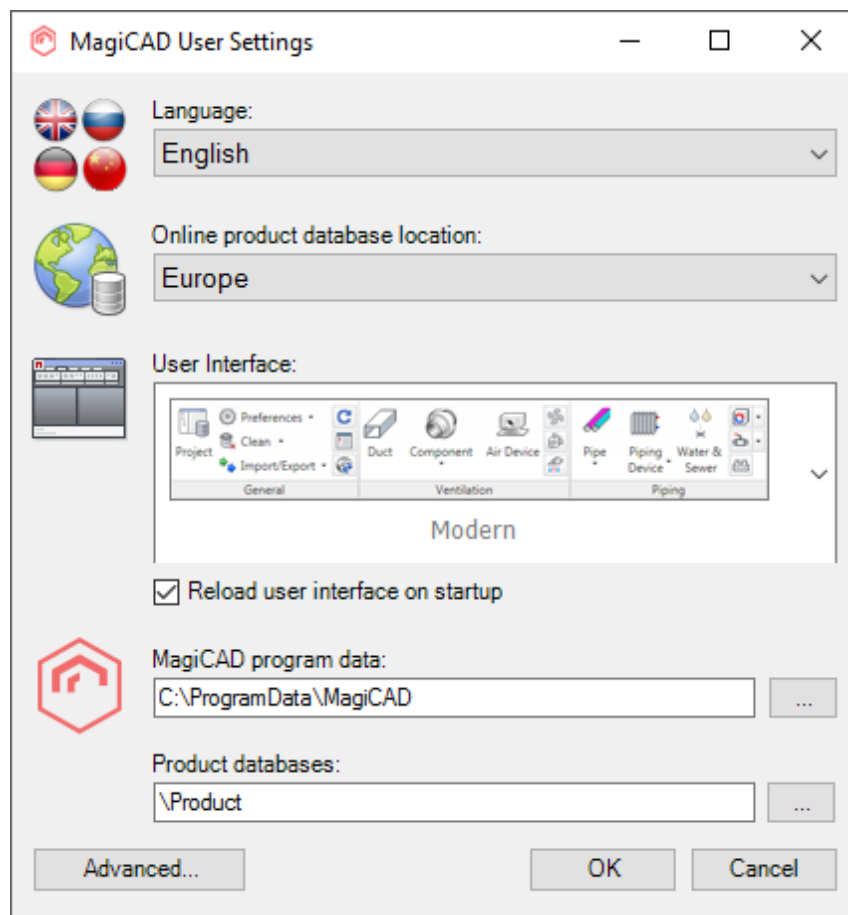 MagiCAD User Settings
Language:
English
Online product database location:
Europe
User Interface:
Project
Preferences
Clean
Import/Export
General
Duct
Component
Air Device
Ventilation
Pipe
Piping
Device
Water &
Sewer
Piping
Modern
Reload user interface on startup
MagiCAD program data:
C:\ProgramData\MagiCAD
...
Product databases:
\Product
...
Advanced...
OK
Cancel